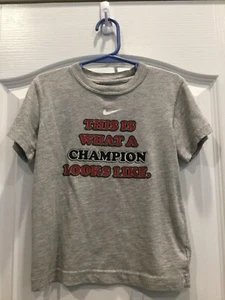 THIS IS
WHAT A
CHAMPION
LOOKS LIKE.